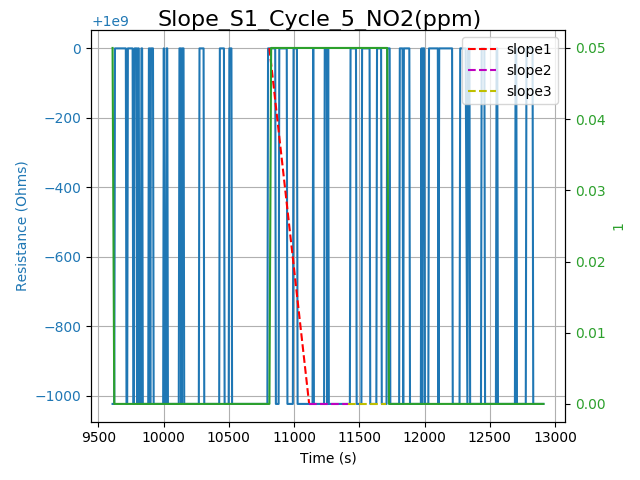 Slope_S1_Cycle_5_NO2(ppm)
+1e9
slope1
slope2
slope3
0
−200
−400
−600
−800
−1000
Resistance (Ohms)
0.05
0.04
0.03
0.02
0.01
0.00
1
9500 10000 10500 11000 11500 12000 12500 13000
Time (s)